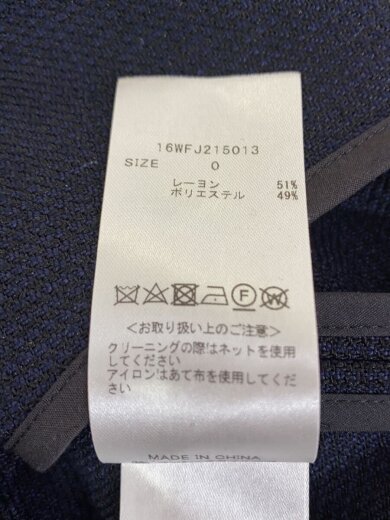 16WFJ215013
SIZE 0
レーヨン 51%
ポリエステル 49%
F W
<お取り扱い上のご注意>
クリーニングの際はネットを使用
してください
アイロンはあて布を使用してくだ
さい
MADE IN CHINA